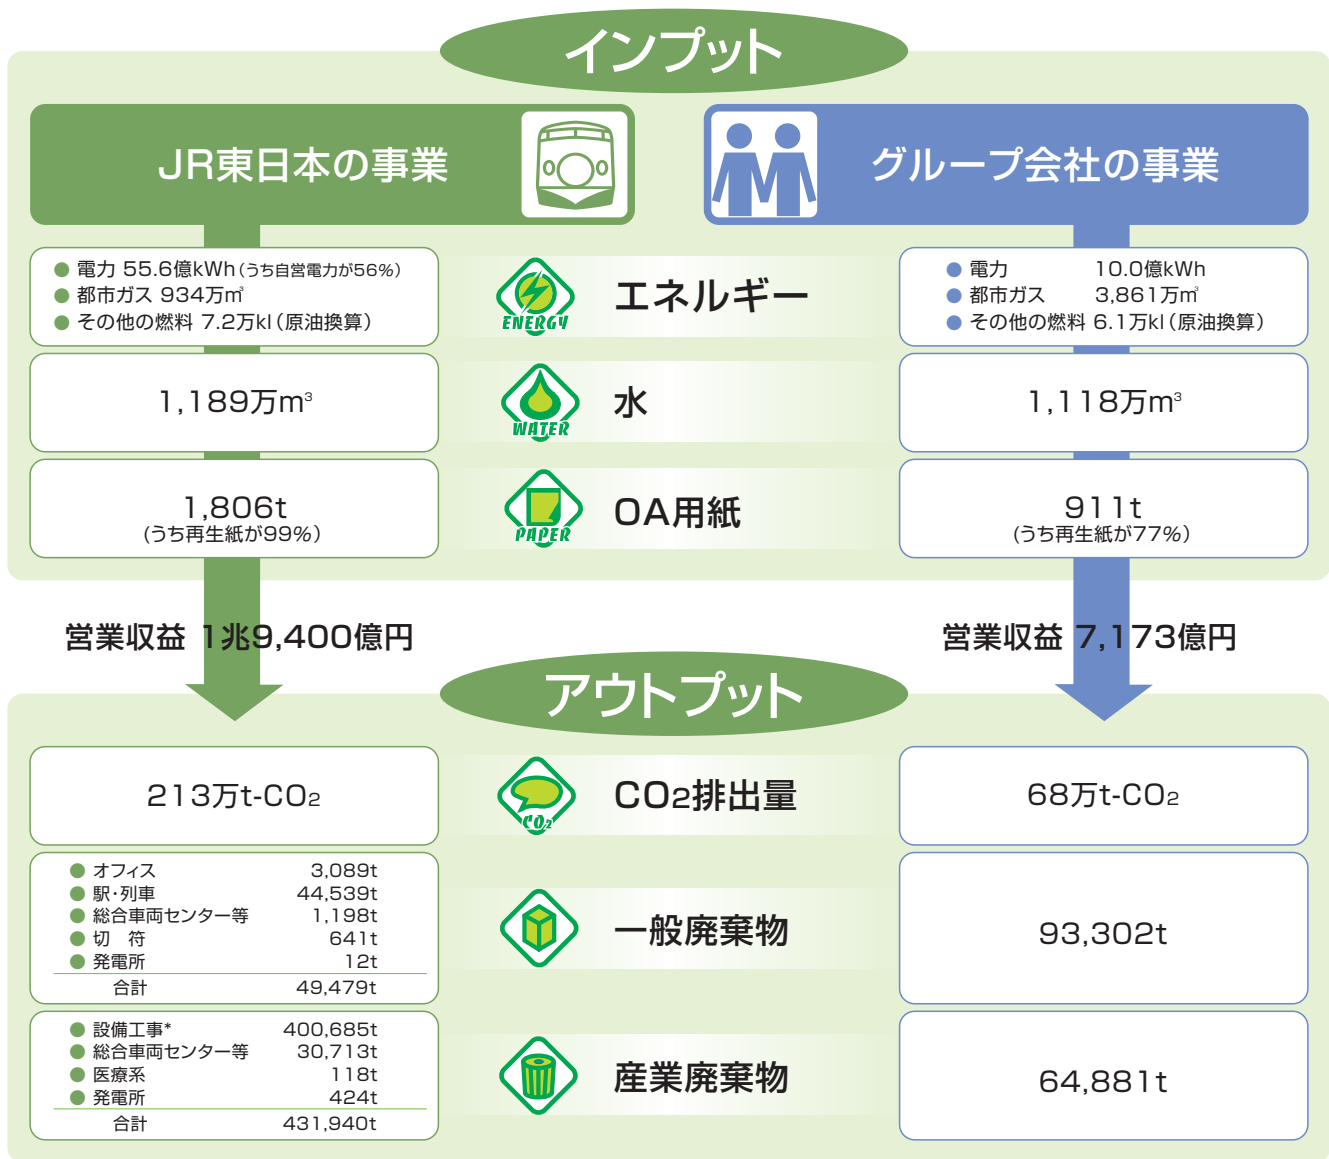 インプット
JR東日本の事業
グループ会社の事業
● 電力 55.6億kWh(うち自営電力が56%)
● 都市ガス 934万㎥
● その他の燃料 7.2万kl(原油換算)
ENERGY
エネルギー
● 電力 10.0億kWh
● 都市ガス 3,861万㎥
● その他の燃料 6.1万kl(原油換算)
1,189万m³
WATER
水
1,118万m³
1,806t
(うち再生紙が99%)
PAPER
OA用紙
911t
(うち再生紙が77%)
営業収益 1兆9,400億円
営業収益 7,173億円
アウトプット
213万t-CO₂
CO₂
CO₂排出量
68万t-CO₂
● オフィス 3,089t
● 駅・列車 44,539t
● 総合車両センター等 1,198t
● 切 符 641t
● 発電所 12t
合計 49,479t
一般廃棄物
93,302t
● 設備工事* 400,685t
● 総合車両センター等 30,713t
● 医療系 118t
● 発電所 424t
合計 431,940t
産業廃棄物
64,881t